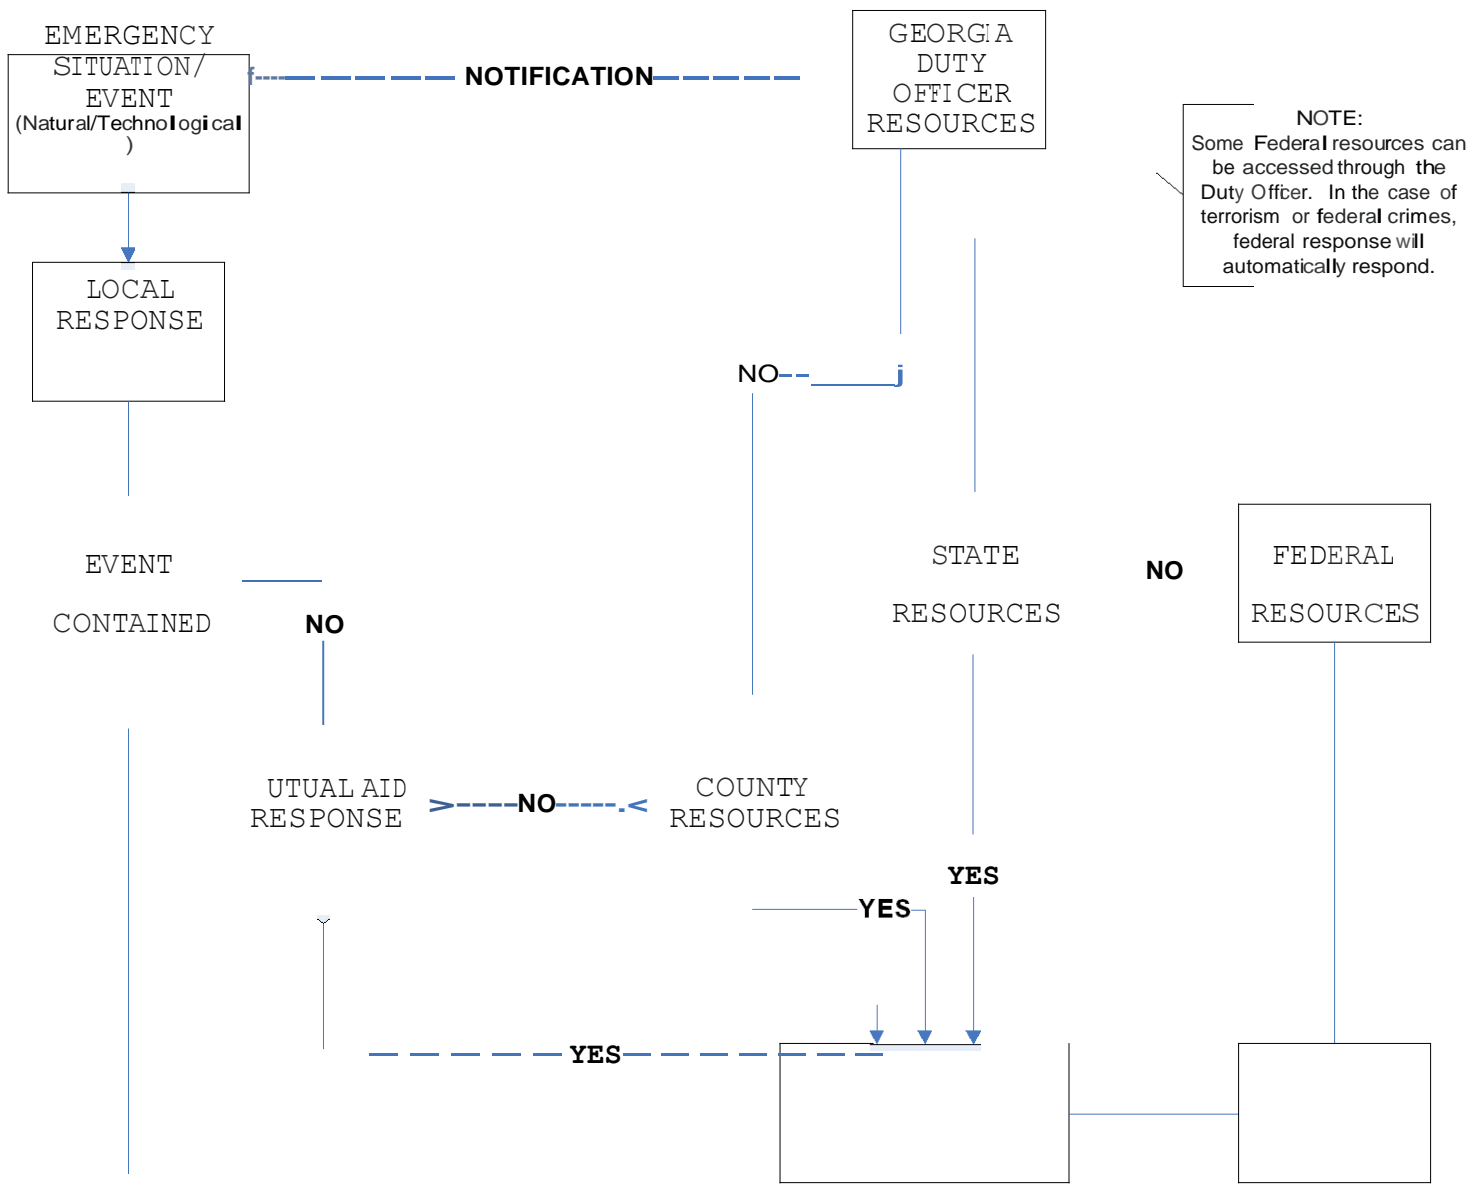 EMERGENCY
SITUATION/
EVENT
(Natural/Technological
)
NOTIFICATION
GEORGIA
DUTY
OFFICER
RESOURCES
NOTE:
Some Federal resources can
be accessed through the
Duty Officer. In the case of
terrorism or federal crimes,
federal response will
automatically respond.
LOCAL
RESPONSE
NO
EVENT
CONTAINED
NO
STATE
RESOURCES
NO
FEDERAL
RESOURCES
UTUAL AID
RESPONSE
NO
COUNTY
RESOURCES
YES
YES
YES